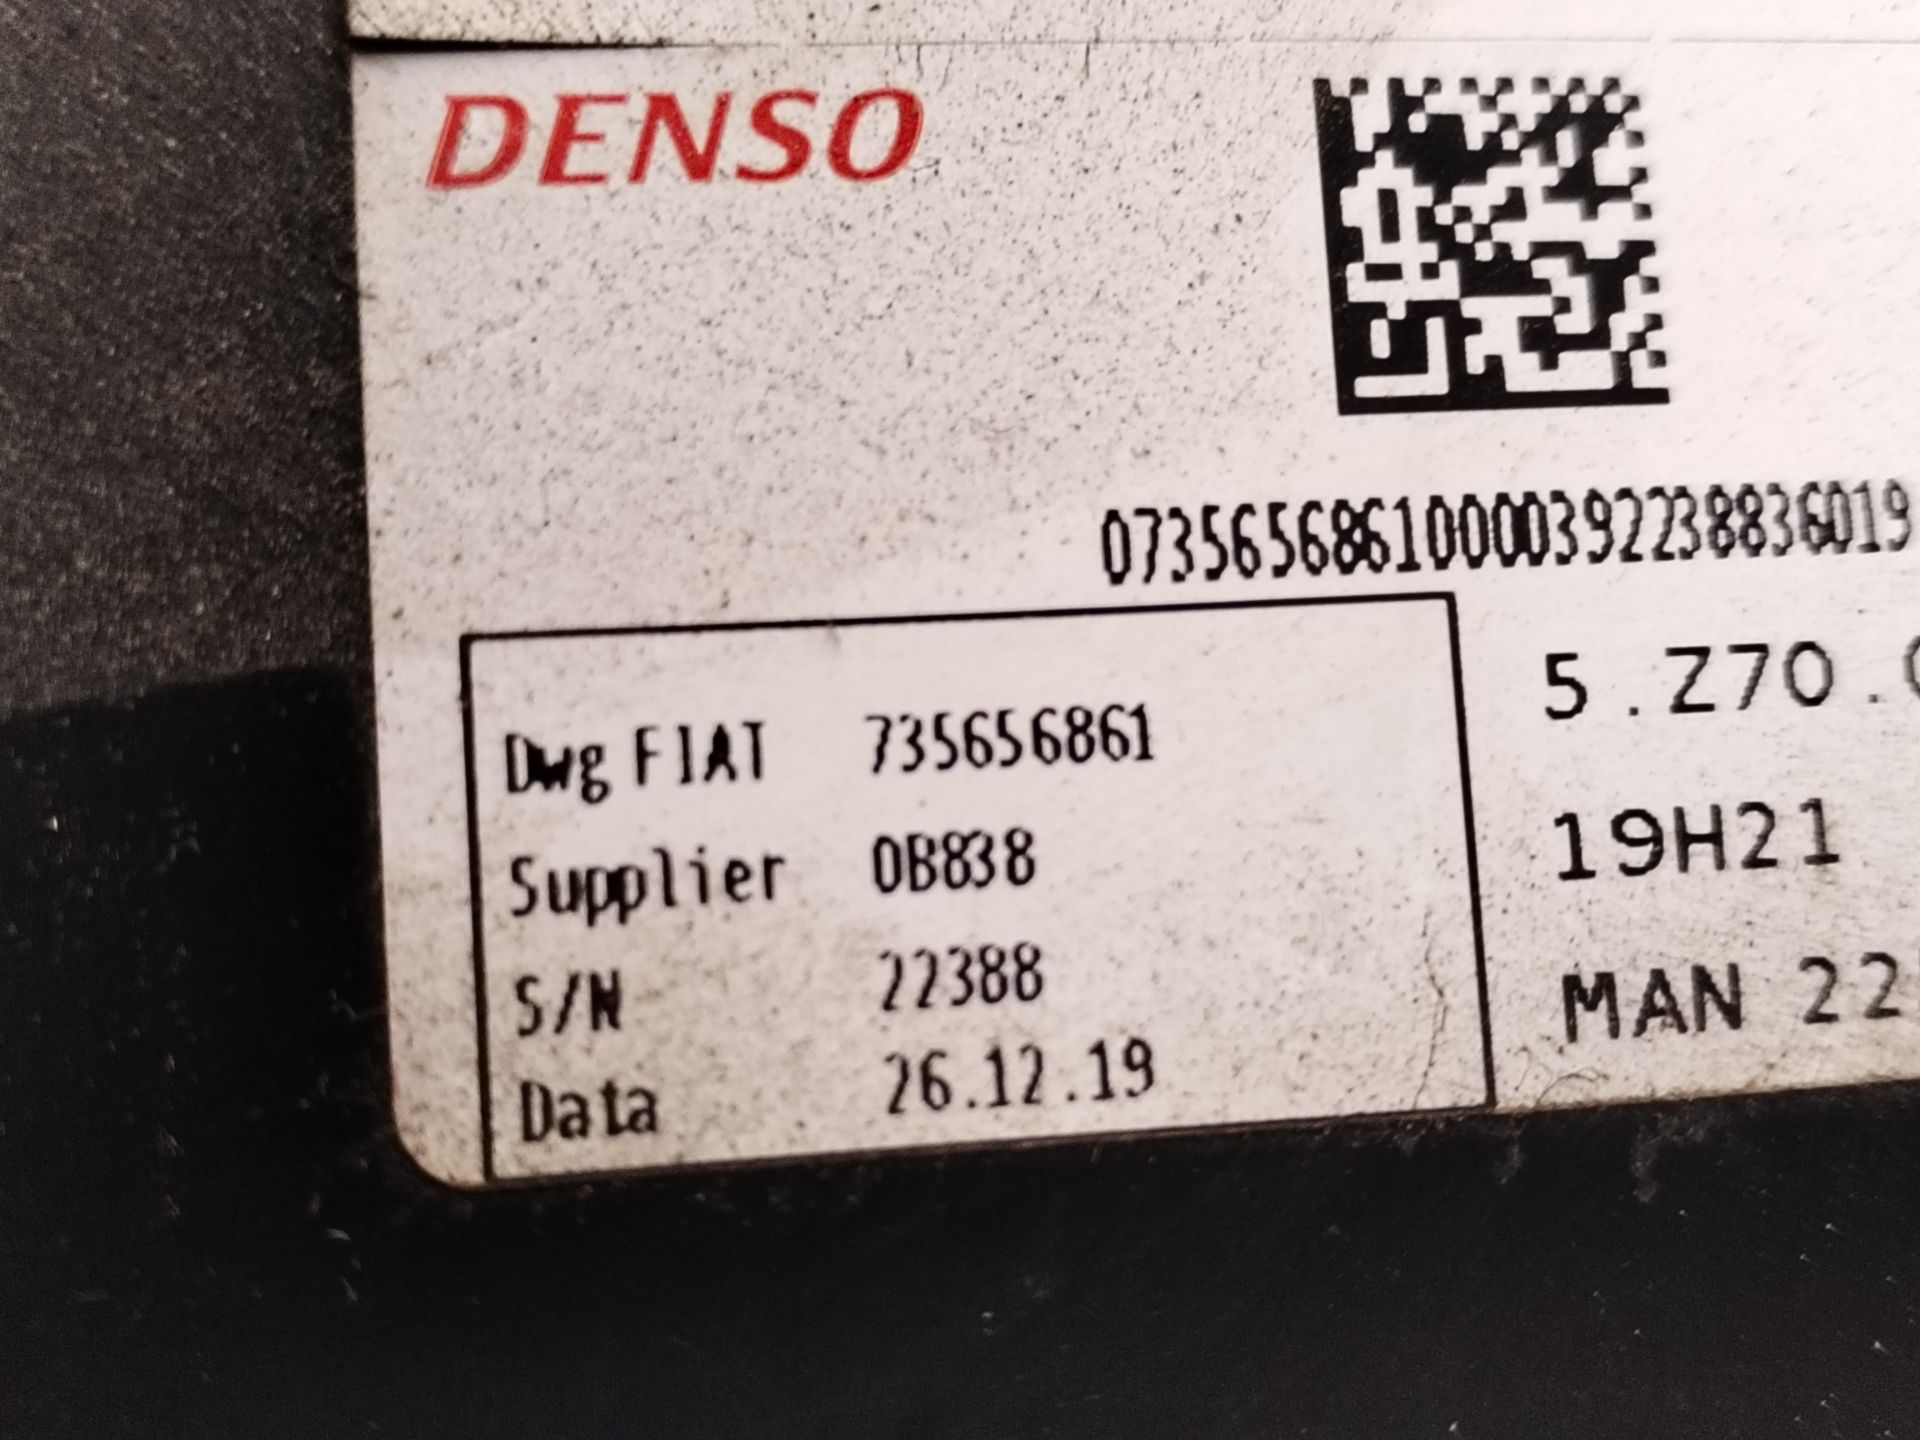 DENSO
07356568610000392238836019
Dwg FIAT 735656861
5.Z70.
Supplier 0B838
19H21
S/N 22388
MAN 22
Data 26.12.19